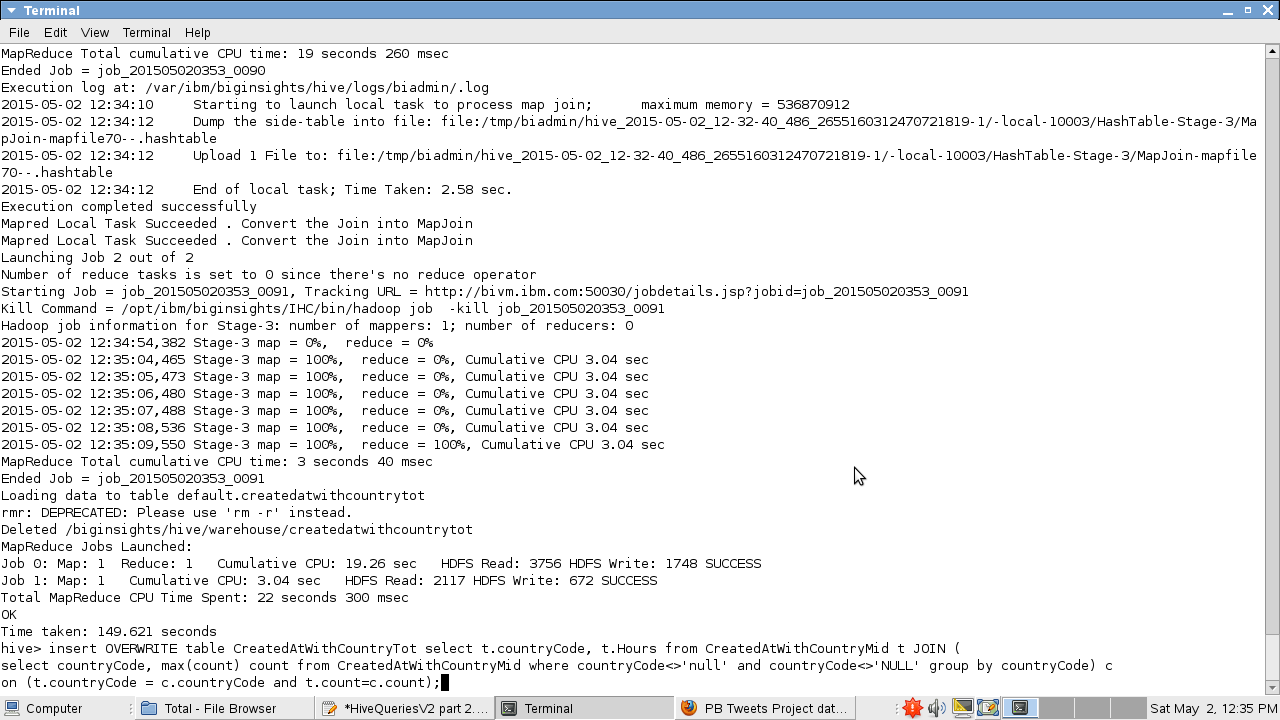 Terminal
File Edit View Terminal Help
MapReduce Total cumulative CPU time: 19 seconds 260 msec
Ended Job = job_201505020353_0090
Execution log at: /var/ibm/biginsights/hive/logs/biadmin/.log
2015-05-02 12:34:10 Starting to launch local task to process map join; maximum memory = 536870912
2015-05-02 12:34:12 Dump the side-table into file: file:/tmp/biadmin/hive_2015-05-02_12-32-40_486_2655160312470721819-1/-local-10003/HashTable-Stage-3/Ma
pJoin-mapfile70--.hashtable
2015-05-02 12:34:12 Upload 1 File to: file:/tmp/biadmin/hive_2015-05-02_12-32-40_486_2655160312470721819-1/-local-10003/HashTable-Stage-3/MapJoin-mapfile
70--.hashtable
2015-05-02 12:34:12 End of local task; Time Taken: 2.58 sec.
Execution completed successfully
Mapred Local Task Succeeded . Convert the Join into MapJoin
Mapred Local Task Succeeded . Convert the Join into MapJoin
Launching Job 2 out of 2
Number of reduce tasks is set to 0 since there's no reduce operator
Starting Job = job_201505020353_0091, Tracking URL = http://bivm.ibm.com:50030/jobdetails.jsp?jobid=job_201505020353_0091
Kill Command = /opt/ibm/biginsights/IHC/bin/hadoop job  -kill job_201505020353_0091
Hadoop job information for Stage-3: number of mappers: 1; number of reducers: 0
2015-05-02 12:34:54,382 Stage-3 map = 0%,  reduce = 0%
2015-05-02 12:35:04,465 Stage-3 map = 100%,  reduce = 0%, Cumulative CPU 3.04 sec
2015-05-02 12:35:05,473 Stage-3 map = 100%,  reduce = 0%, Cumulative CPU 3.04 sec
2015-05-02 12:35:06,480 Stage-3 map = 100%,  reduce = 0%, Cumulative CPU 3.04 sec
2015-05-02 12:35:07,488 Stage-3 map = 100%,  reduce = 0%, Cumulative CPU 3.04 sec
2015-05-02 12:35:08,536 Stage-3 map = 100%,  reduce = 0%, Cumulative CPU 3.04 sec
2015-05-02 12:35:09,550 Stage-3 map = 100%,  reduce = 100%, Cumulative CPU 3.04 sec
MapReduce Total cumulative CPU time: 3 seconds 40 msec
Ended Job = job_201505020353_0091
Loading data to table default.createdatwithcountrytot
rmr: DEPRECATED: Please use 'rm -r' instead.
Deleted /biginsights/hive/warehouse/createdatwithcountrytot
MapReduce Jobs Launched:
Job 0: Map: 1  Reduce: 1   Cumulative CPU: 19.26 sec   HDFS Read: 3756 HDFS Write: 1748 SUCCESS
Job 1: Map: 1   Cumulative CPU: 3.04 sec   HDFS Read: 2117 HDFS Write: 672 SUCCESS
Total MapReduce CPU Time Spent: 22 seconds 300 msec
OK
Time taken: 149.621 seconds
hive> insert OVERWRITE table CreatedAtWithCountryTot select t.countryCode, t.Hours from CreatedAtWithCountryMid t JOIN (
select countryCode, max(count) count from CreatedAtWithCountryMid where countryCode<>'null' and countryCode<>'NULL' group by countryCode) c
on (t.countryCode = c.countryCode and t.count=c.count);
Computer Total - File Browser *HiveQueriesV2 part 2.... Terminal PB Tweets Project dat... Sat May 2, 12:35 PM